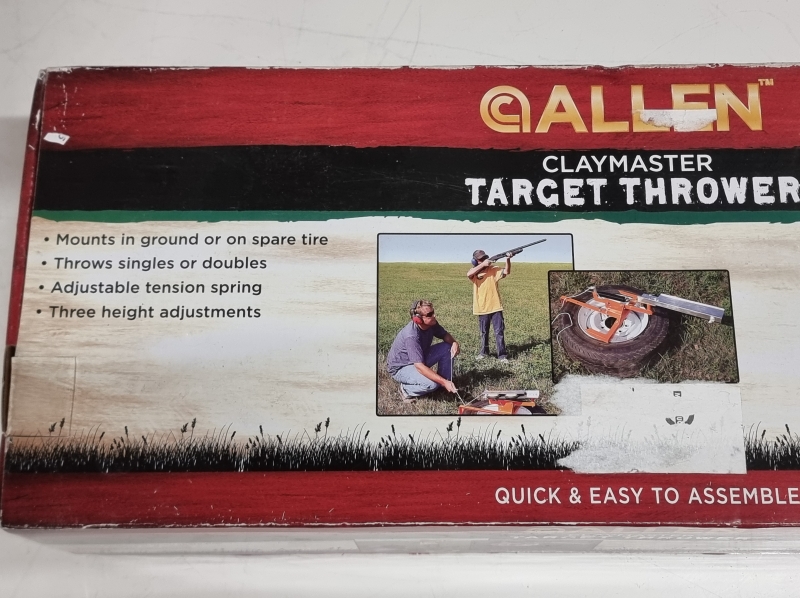 ALLEN™
CLAYMASTER
TARGET THROWER
• Mounts in ground or on spare tire
• Throws singles or doubles
• Adjustable tension spring
• Three height adjustments
QUICK & EASY TO ASSEMBLE